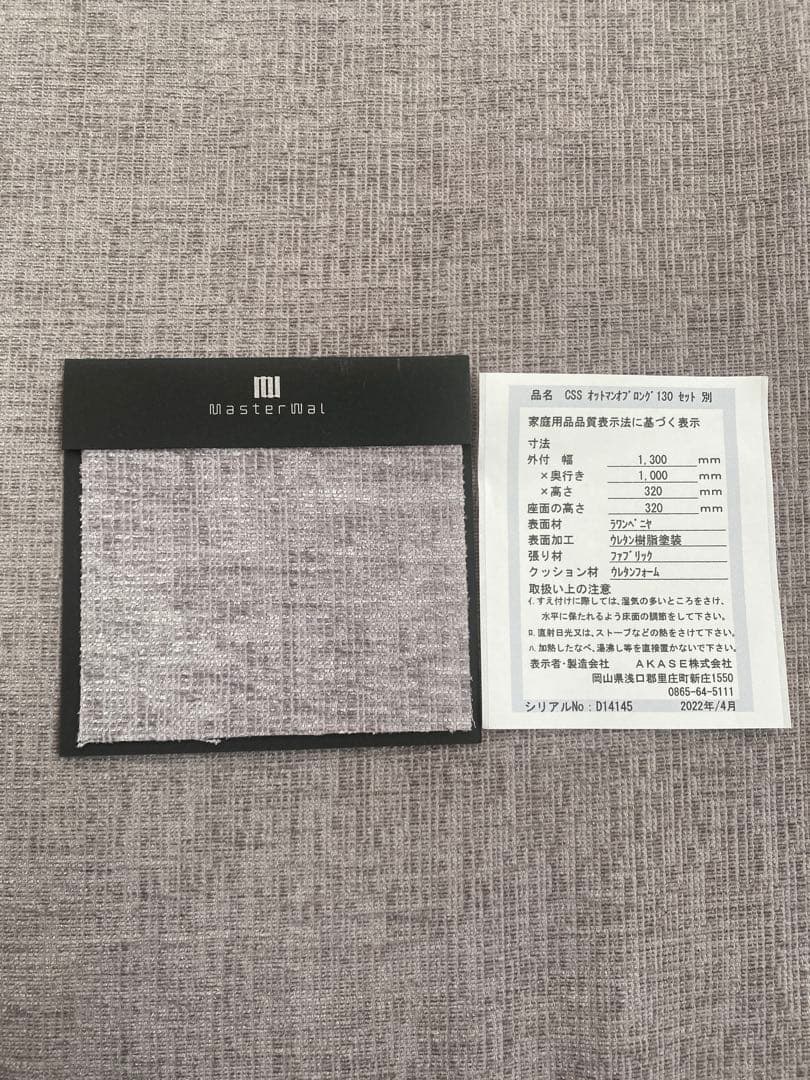 MasterWal
品名 CSS オットマンオブロング130 セット 別
家庭用品品質表示法に基づく表示
寸法
外付 幅 1,300 mm
×奥行き 1,000 mm
×高さ 320 mm
座面の高さ 320 mm
表面材 ラワンベニヤ
表面加工 ウレタン樹脂塗装
張り材 ファブリック
クッション材 ウレタンフォーム
取扱い上の注意
イ.すえ付けに際しては、湿気の多いところをさけ、
水平に保たれるよう床面の調節をして下さい。
ロ.直射日光又は、ストーブなどの熱をさけて下さい。
ハ.加熱したなべ、湯沸し等を直接置かないで下さい。
表示者・製造会社 AKASE株式会社
岡山県浅口郡里庄町新庄1550
0865-64-5111
シリアルNo:D14145 2022年/4月